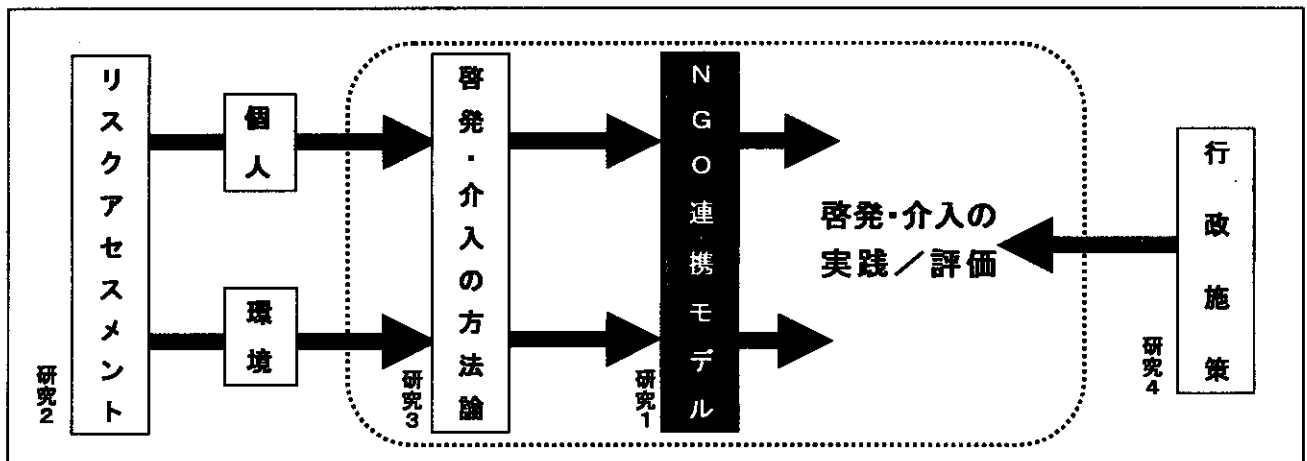 リスクアセスメント
研究2
個人
環境
啓発・介入の方法論
研究3
NGO連携モデル
研究1
啓発・介入の
実践／評価
行政施策
研究4